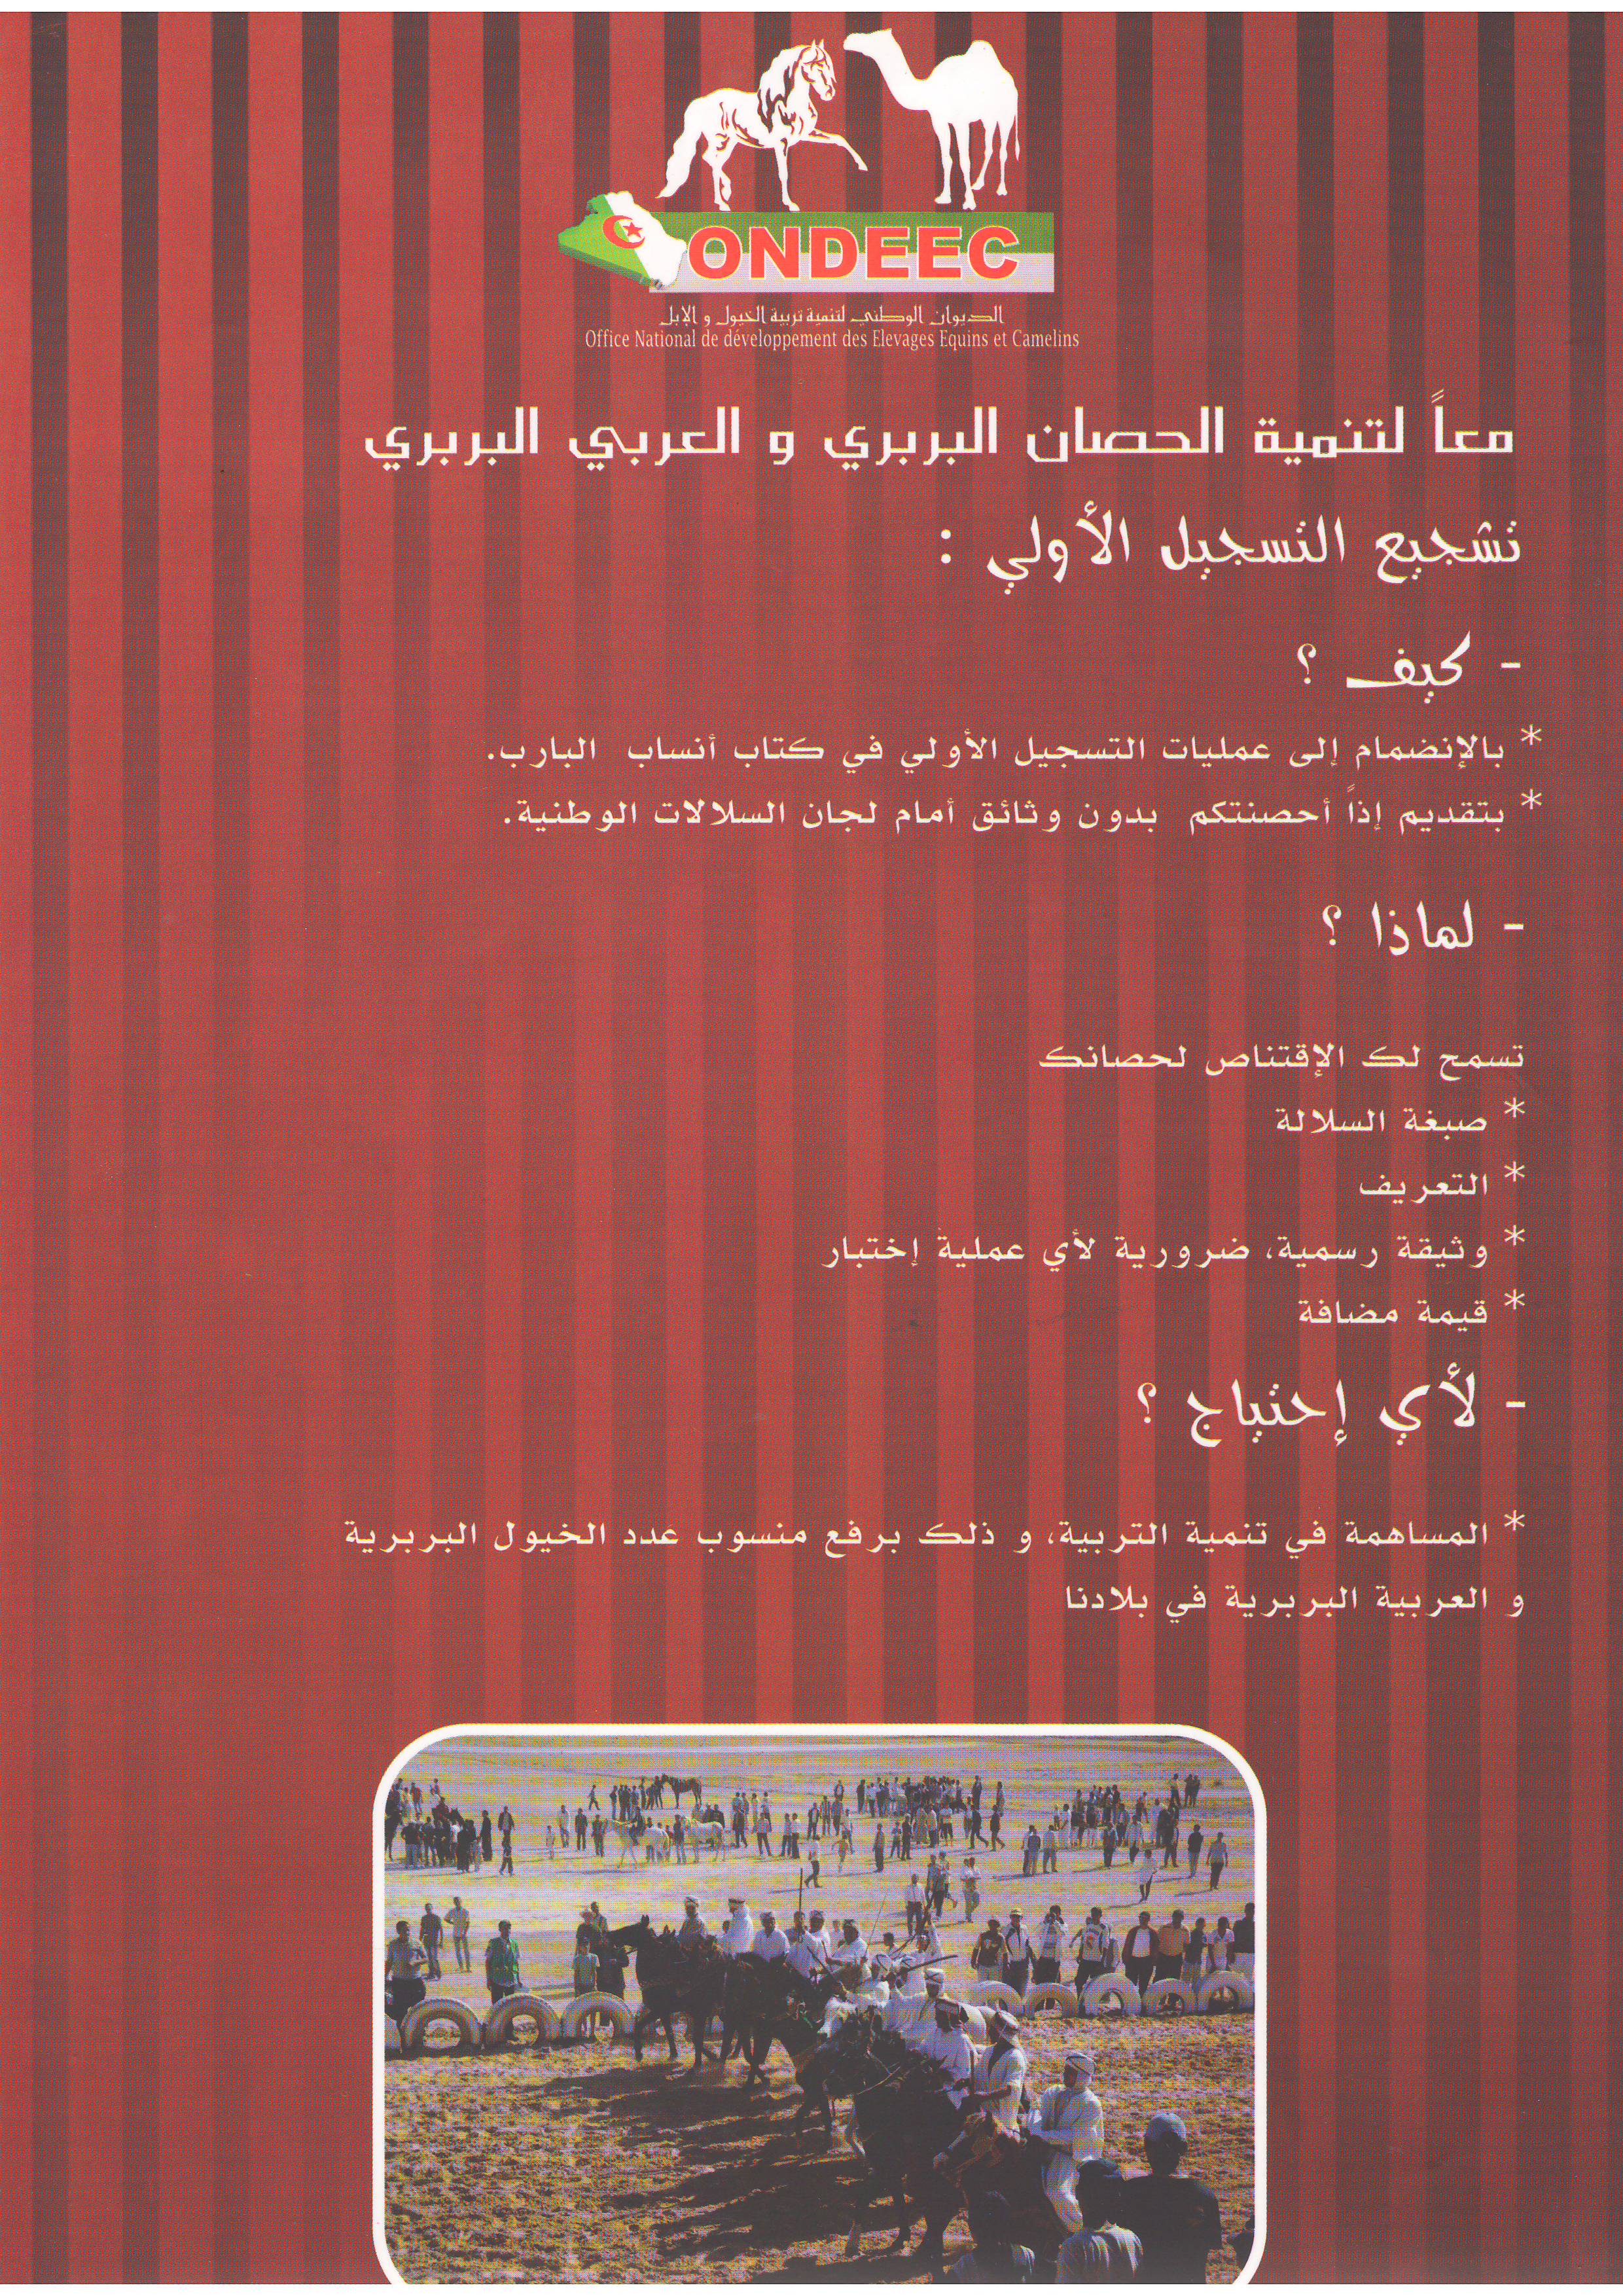 ONDEEC
الديوان الوطني لتنمية تربية الخيول و الإبل
Office National de développement des Elevages Equins et Camelins
معاً لتنمية الحصان البربري و العربي البربري
تشجيع التسجيل الأولي :
- كيف ؟
* بالإنضمام إلى عمليات التسجيل الأولي في كتاب أنساب البارب.
* بتقديم إذاً أحصنتكم بدون وثائق أمام لجان السلالات الوطنية.
- لماذا ؟
تسمح لك الإقتناص لحصانك
* صبغة السلالة
* التعريف
* وثيقة رسمية، ضرورية لأي عملية إختبار
* قيمة مضافة
- لأي إحتياج ؟
* المساهمة في تنمية التربية، و ذلك برفع منسوب عدد الخيول البربرية
و العربية البربرية في بلادنا